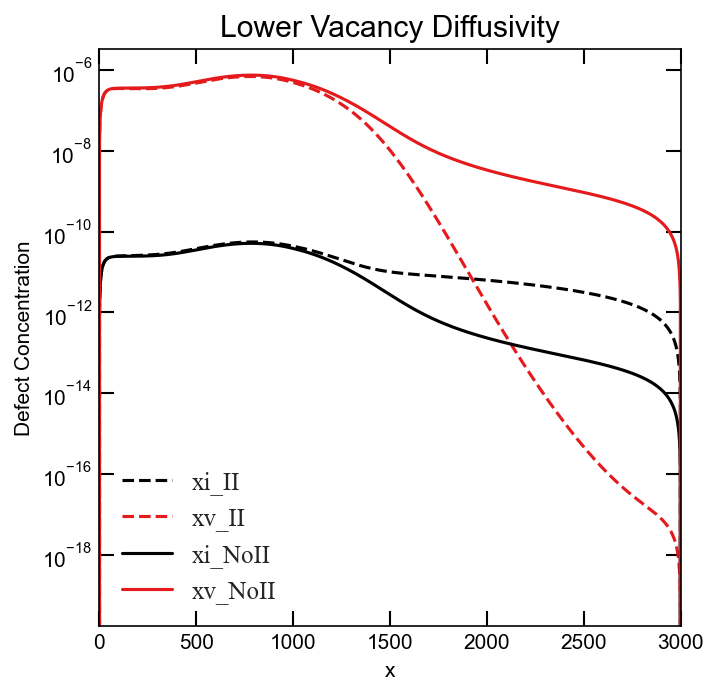 Lower Vacancy Diffusivity
10⁻⁶
10⁻⁸
10⁻¹⁰
10⁻¹²
10⁻¹⁴
10⁻¹⁶
10⁻¹⁸
Defect Concentration
xi_II
xv_II
xi_NoII
xv_NoII
0 500 1000 1500 2000 2500 3000
x